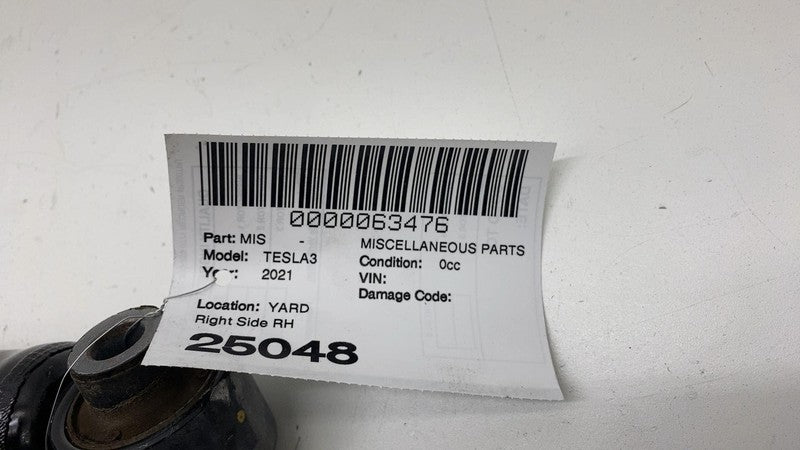 0000063476
Part: MIS - MISCELLANEOUS PARTS
Model: TESLA3 Condition: 0cc
Year: 2021 VIN:
Damage Code:
Location: YARD
Right Side RH
25048